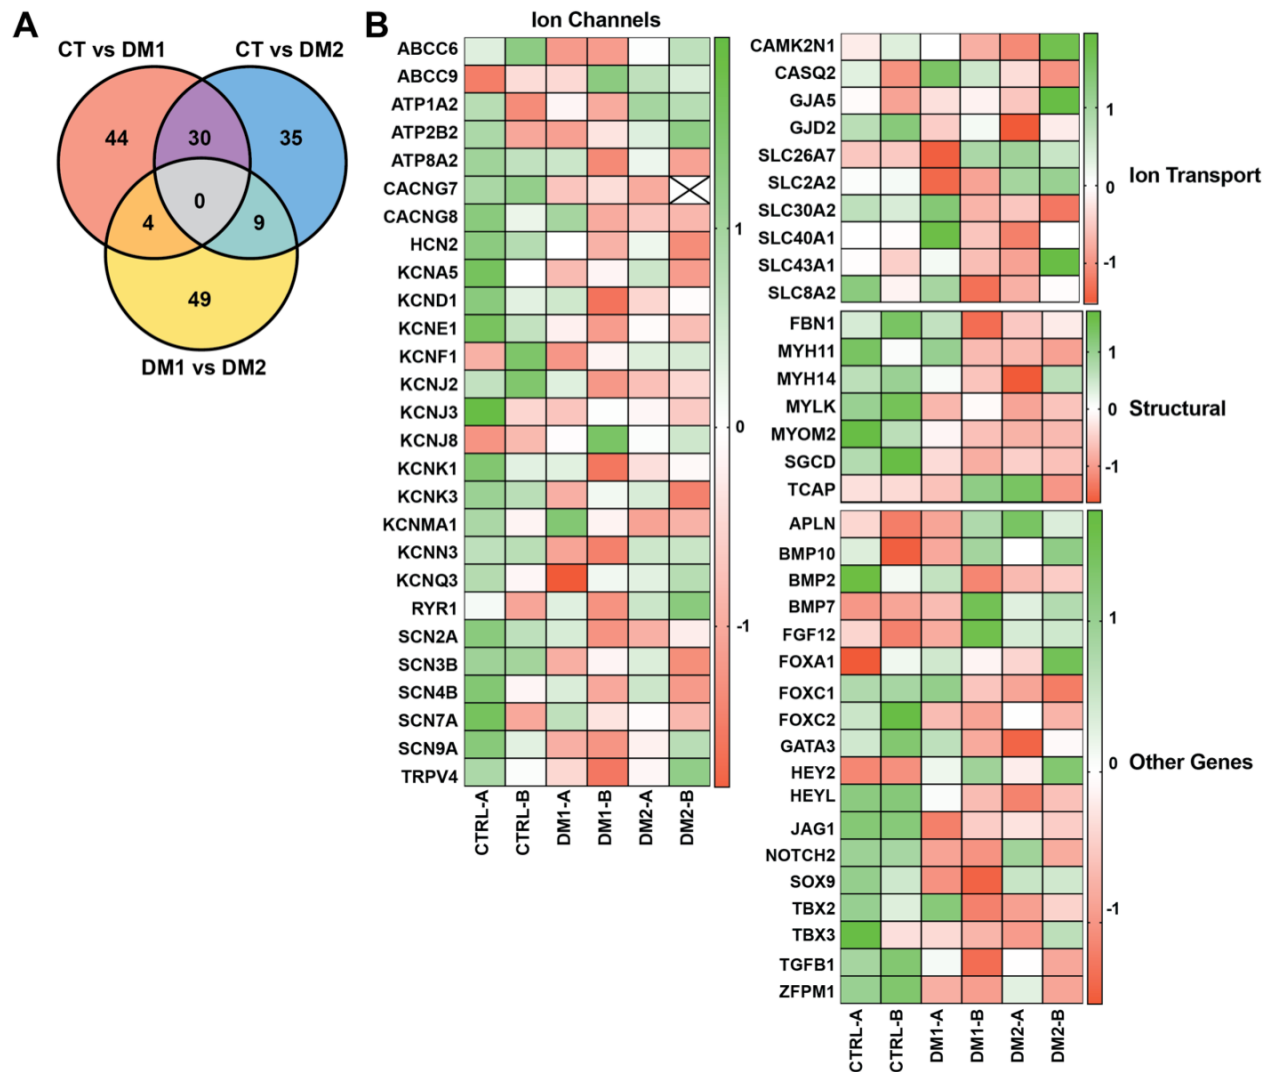 A
CT vs DM1
CT vs DM2
44
30
35
0
4
9
49
DM1 vs DM2
B
Ion Channels
ABCC6
ABCC9
ATP1A2
ATP2B2
ATP8A2
CACNG7
CACNG8
HCN2
KCNA5
KCND1
KCNE1
KCNF1
KCNJ2
KCNJ3
KCNJ8
KCNK1
KCNK3
KCNMA1
KCNN3
KCNQ3
RYR1
SCN2A
SCN3B
SCN4B
SCN7A
SCN9A
TRPV4
1
0
-1
CTRL-A
CTRL-B
DM1-A
DM1-B
DM2-A
DM2-B
CAMK2N1
CASQ2
GJA5
GJD2
SLC26A7
SLC2A2
SLC30A2
SLC40A1
SLC43A1
SLC8A2
1
0
-1
Ion Transport
FBN1
MYH11
MYH14
MYLK
MYOM2
SGCD
TCAP
1
0
-1
Structural
APLN
BMP10
BMP2
BMP7
FGF12
FOXA1
FOXC1
FOXC2
GATA3
HEY2
HEYL
JAG1
NOTCH2
SOX9
TBX2
TBX3
TGFB1
ZFPM1
1
0
-1
Other Genes
CTRL-A
CTRL-B
DM1-A
DM1-B
DM2-A
DM2-B